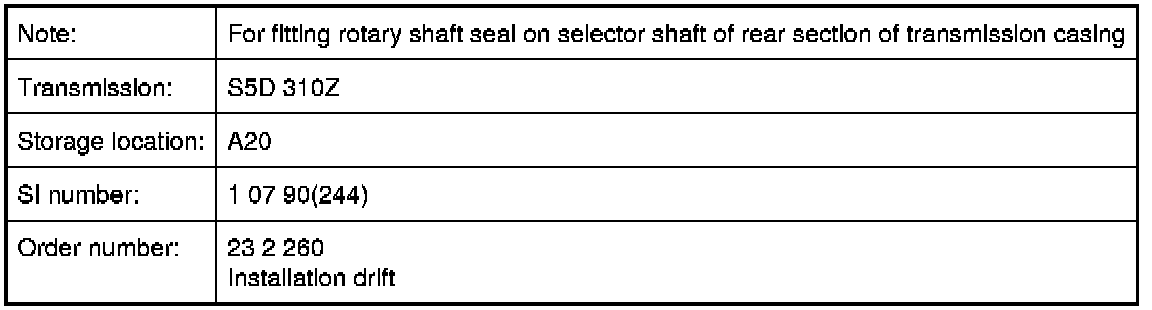 Note: For fitting rotary shaft seal on selector shaft of rear section of transmission casing
Transmission: S5D 310Z
Storage location: A20
SI number: 1 07 90(244)
Order number: 23 2 260
Installation drift